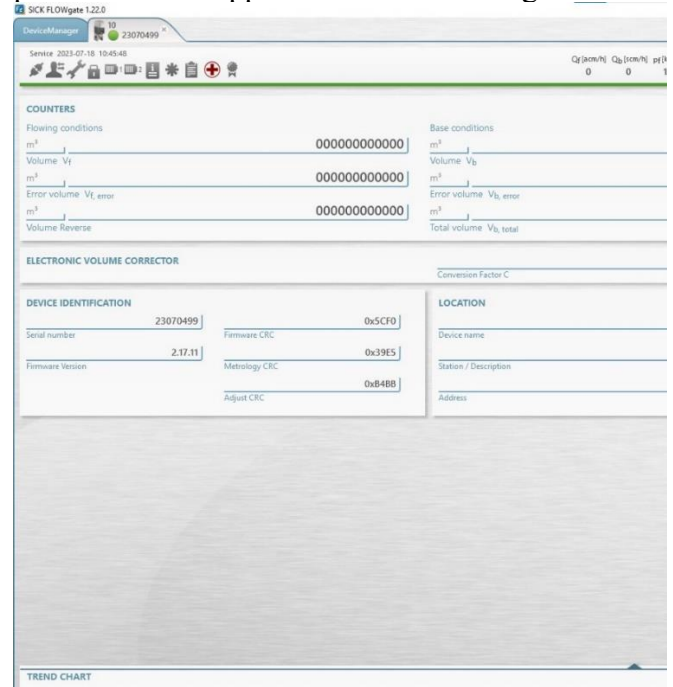 SICK FLOWgate 1.22.0
DeviceManager 10 23070499 ×
Service 2023-07-18 10:45:48
Qf [acm/h] Qb [scm/h]
0 0 1
COUNTERS
Flowing conditions Base conditions
m³ 000000000000 m³
Volume Vf Volume Vb
m³ 000000000000 m³
Error volume Vf, error Error volume Vb, error
m³ 000000000000 m³
Volume Reverse Total volume Vb, total
ELECTRONIC VOLUME CORRECTOR
Conversion Factor C
DEVICE IDENTIFICATION LOCATION
23070499 0x5CF0
Serial number Firmware CRC Device name
2.17.11 0x39E5
Firmware Version Metrology CRC Station / Description
0xB4BB
Adjust CRC Address
TREND CHART